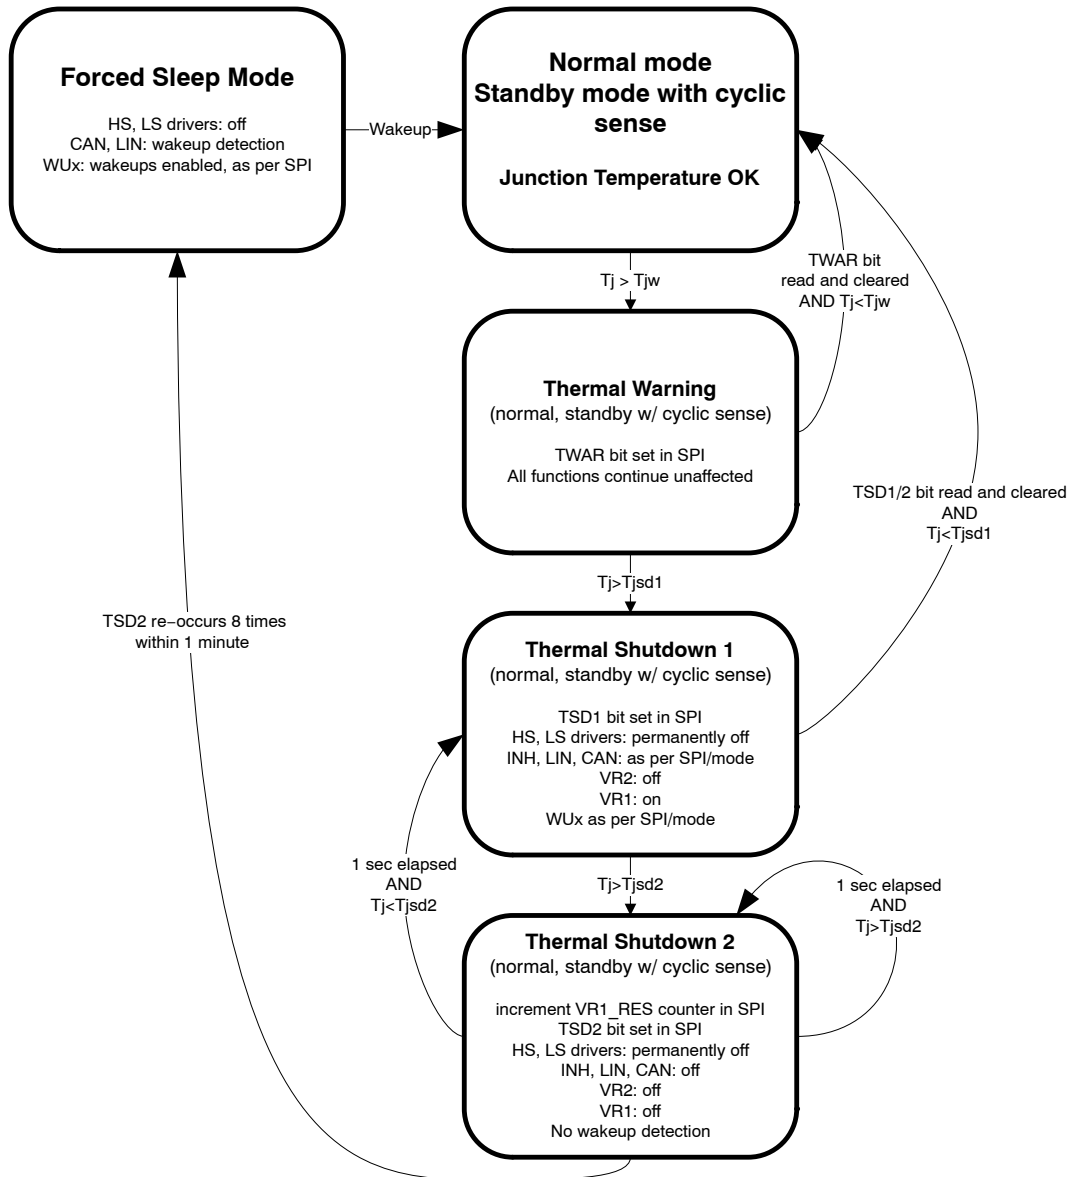 Forced Sleep Mode
HS, LS drivers: off
CAN, LIN: wakeup detection
WUx: wakeups enabled, as per SPI
Wakeup
Normal mode
Standby mode with cyclic
sense
Junction Temperature OK
Tj > Tjw
TWAR bit
read and cleared
AND Tj<Tjw
Thermal Warning
(normal, standby w/ cyclic sense)
TWAR bit set in SPI
All functions continue unaffected
TSD1/2 bit read and cleared
AND
Tj<Tjsd1
Tj>Tjsd1
TSD2 re−occurs 8 times
within 1 minute
Thermal Shutdown 1
(normal, standby w/ cyclic sense)
TSD1 bit set in SPI
HS, LS drivers: permanently off
INH, LIN, CAN: as per SPI/mode
VR2: off
VR1: on
WUx as per SPI/mode
1 sec elapsed
AND
Tj<Tjsd2
Tj>Tjsd2
1 sec elapsed
AND
Tj>Tjsd2
Thermal Shutdown 2
(normal, standby w/ cyclic sense)
increment VR1_RES counter in SPI
TSD2 bit set in SPI
HS, LS drivers: permanently off
INH, LIN, CAN: off
VR2: off
VR1: off
No wakeup detection